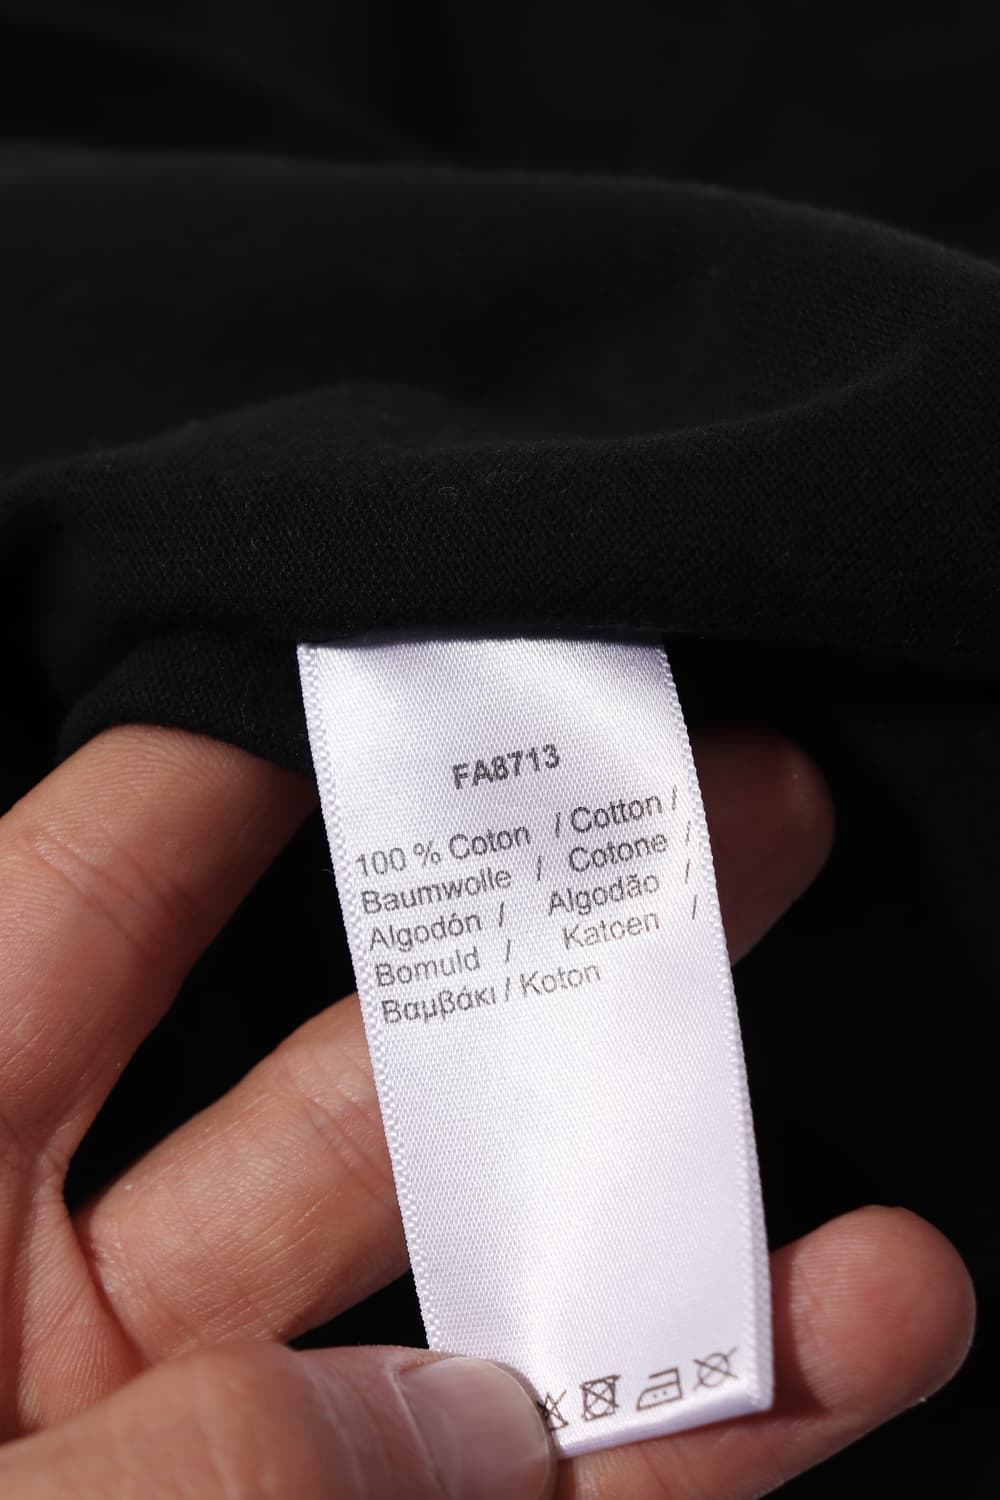 FA8713
100 % Coton / Cotton /
Baumwolle / Cotone /
Algodón / Algodão /
Bomuld / Katoen /
Βαμβάκι / Koton